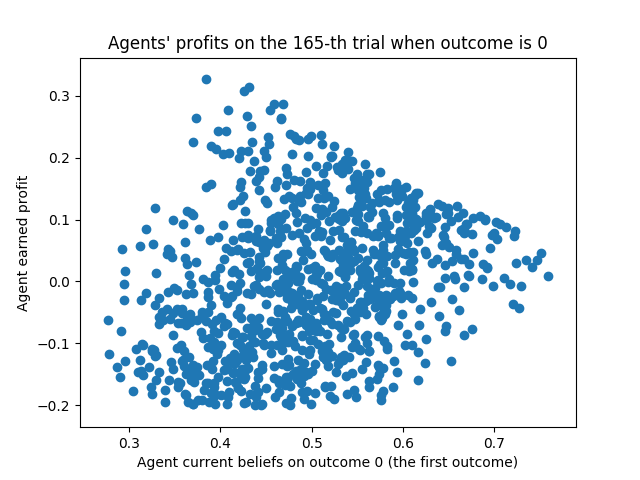 Agents' profits on the 165-th trial when outcome is 0
Agent earned profit
0.3
0.2
0.1
0.0
−0.1
−0.2
0.3 0.4 0.5 0.6 0.7
Agent current beliefs on outcome 0 (the first outcome)